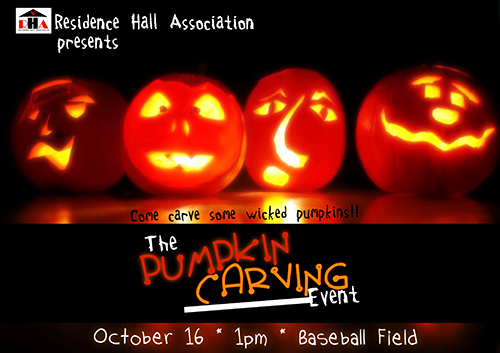 RHA
Residence Hall Association
presents
Come carve some wicked pumpkins!!
The
PUMPKIN
CARVING
Event
October 16 * 1pm * Baseball Field